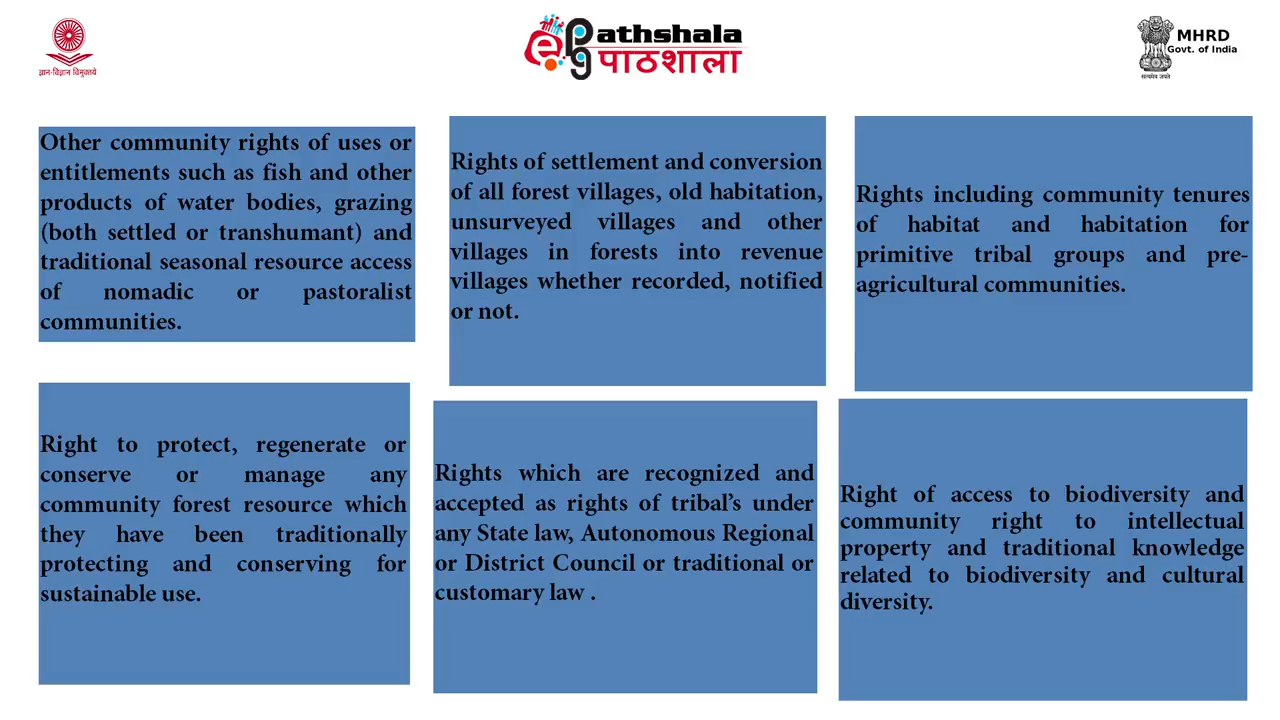 ज्ञान-विज्ञान विमुक्तये
ePathshala
पाठशाला
MHRD
Govt. of India
सत्यमेव जयते
Other community rights of uses or
entitlements such as fish and other
products of water bodies, grazing
(both settled or transhumant) and
traditional seasonal resource access
of nomadic or pastoralist
communities.
Rights of settlement and conversion
of all forest villages, old habitation,
unsurveyed villages and other
villages in forests into revenue
villages whether recorded, notified
or not.
Rights including community tenures
of habitat and habitation for
primitive tribal groups and pre-
agricultural communities.
Right to protect, regenerate or
conserve or manage any
community forest resource which
they have been traditionally
protecting and conserving for
sustainable use.
Rights which are recognized and
accepted as rights of tribal's under
any State law, Autonomous Regional
or District Council or traditional or
customary law .
Right of access to biodiversity and
community right to intellectual
property and traditional knowledge
related to biodiversity and cultural
diversity.